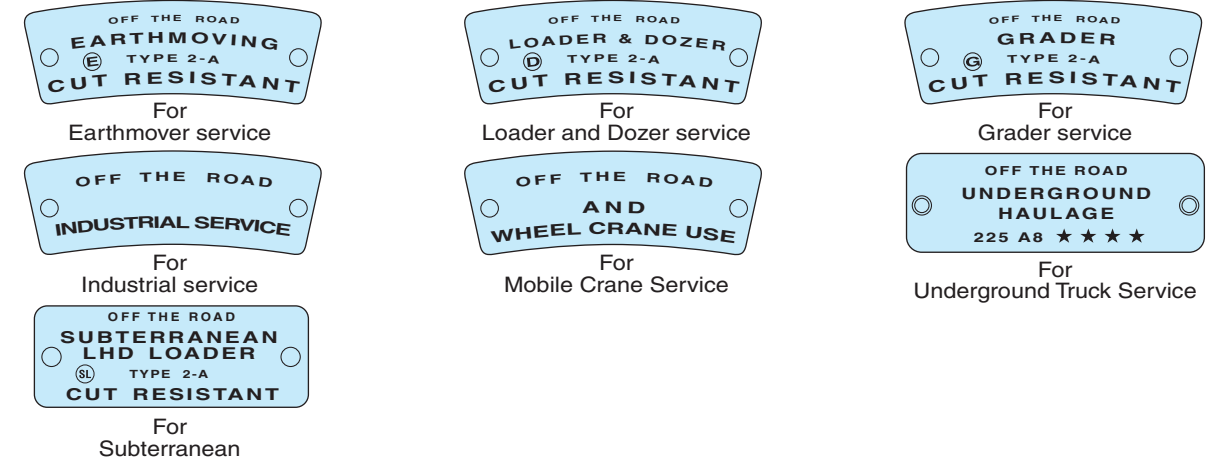 OFF THE ROAD
EARTHMOVING
E TYPE 2-A
CUT RESISTANT
For
Earthmover service
OFF THE ROAD
LOADER & DOZER
D TYPE 2-A
CUT RESISTANT
For
Loader and Dozer service
OFF THE ROAD
GRADER
G TYPE 2-A
CUT RESISTANT
For
Grader service
OFF THE ROAD
INDUSTRIAL SERVICE
For
Industrial service
OFF THE ROAD
AND
WHEEL CRANE USE
For
Mobile Crane Service
OFF THE ROAD
UNDERGROUND
HAULAGE
225 A8 ★ ★ ★ ★
For
Underground Truck Service
OFF THE ROAD
SUBTERRANEAN
LHD LOADER
SL TYPE 2-A
CUT RESISTANT
For
Subterranean